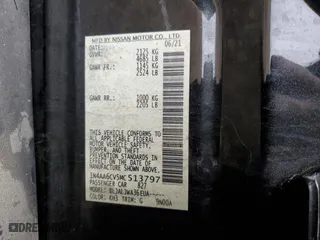 MFD BY NISSAN MOTOR CO., LTD.
DATE: 06/21
GVWR: 2125 KG
4685 LB
GAWR FR: 1145 KG
2524 LB
GAWR RR: 1000 KG
2205 LB
THIS VEHICLE CONFORMS TO ALL
APPLICABLE FEDERAL MOTOR
VEHICLE SAFETY,
BUMPER, AND THEFT PREVENTION
STANDARDS IN EFFECT
ON THE DATE OF MANUFACTURE
SHOWN ABOVE.
1N4AA6CV5MC513797
PASSENGER CAR 827
MODEL:
COLOR: KH3 TRIM: G